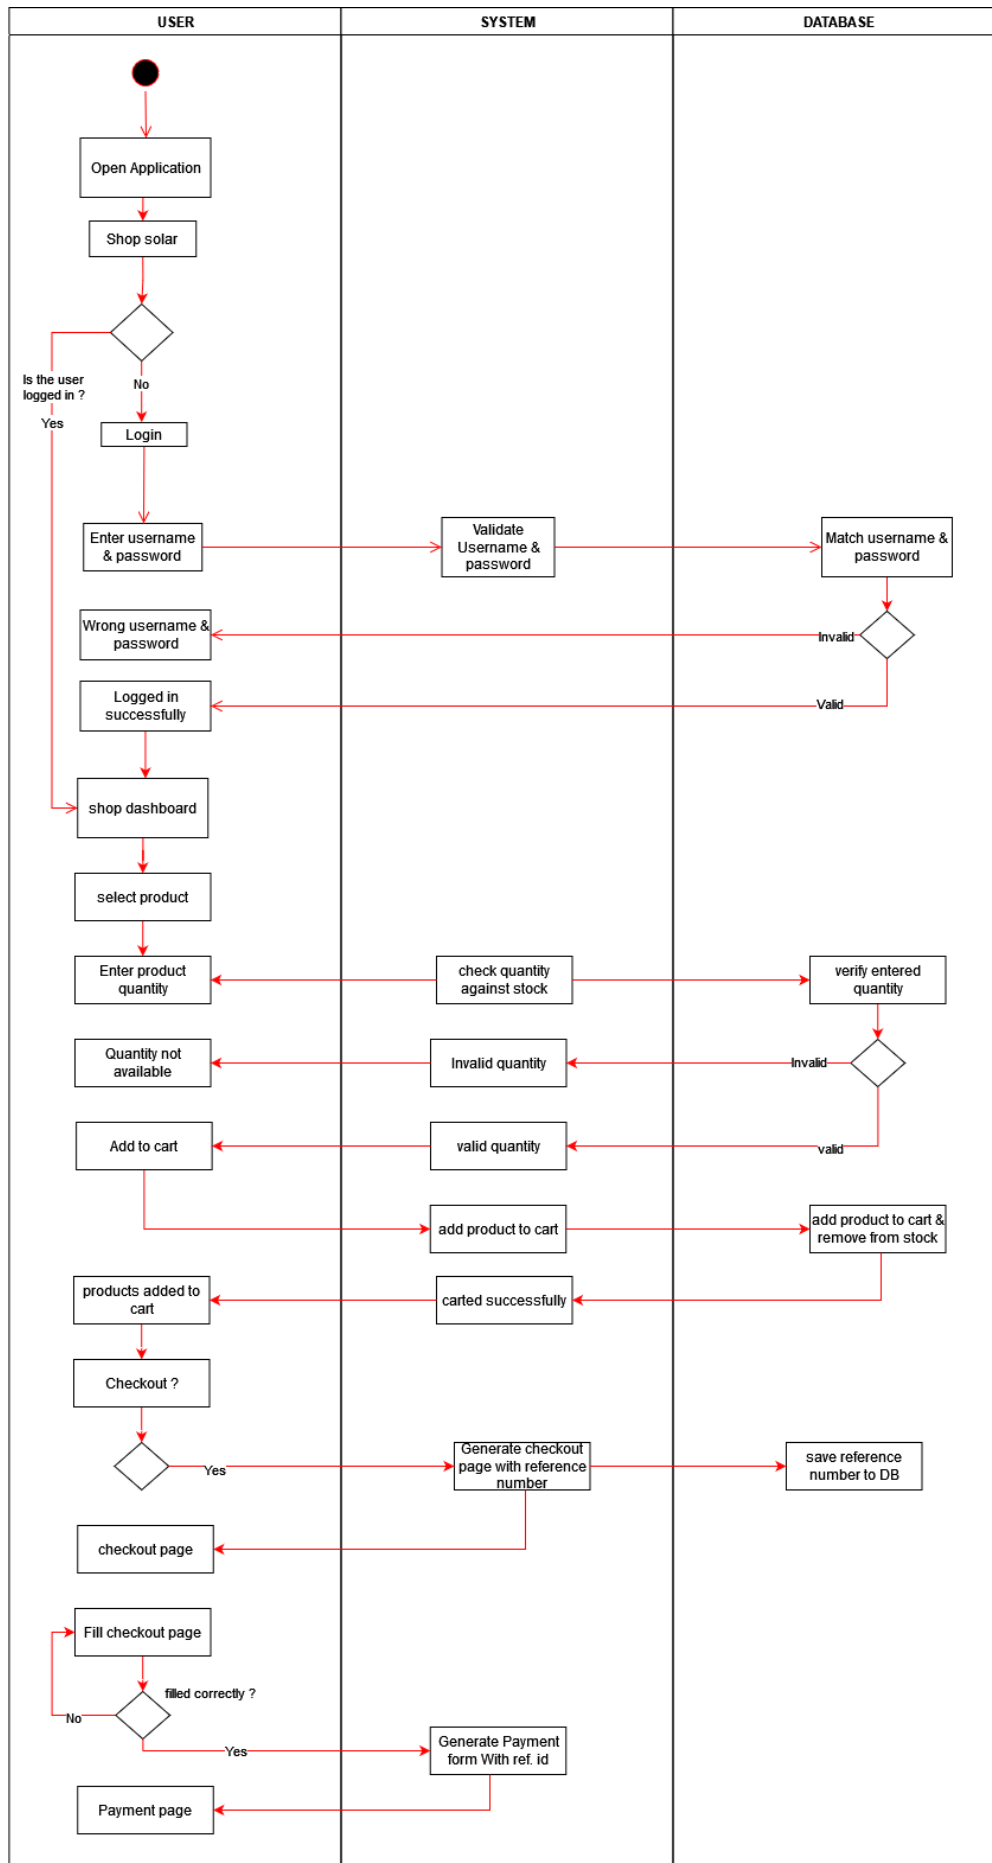 USER
SYSTEM
DATABASE
Open Application
Shop solar
Is the user
logged in ?
Yes
No
Login
Enter username
& password
Validate
Username &
password
Match username &
password
Wrong username &
password
Invalid
Logged in
successfully
Valid
shop dashboard
select product
Enter product
quantity
check quantity
against stock
verify entered
quantity
Quantity not
available
Invalid quantity
Invalid
Add to cart
valid quantity
valid
add product to cart
add product to cart &
remove from stock
products added to
cart
carted successfully
Checkout ?
Yes
Generate checkout
page with reference
number
save reference
number to DB
checkout page
Fill checkout page
filled correctly ?
No
Yes
Generate Payment
form With ref. id
Payment page